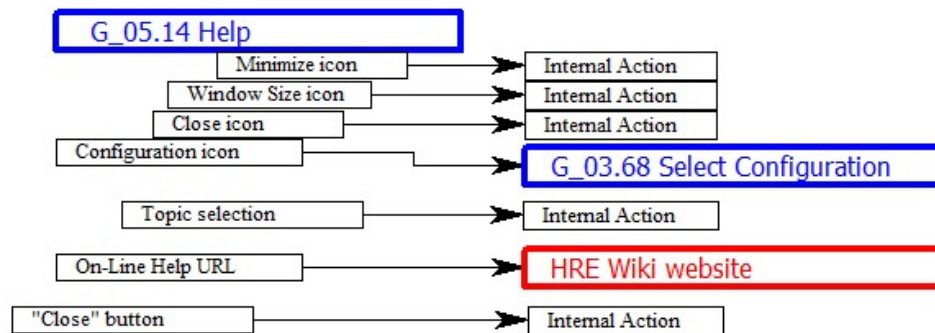 G_05.14 Help
Minimize icon Internal Action
Window Size icon Internal Action
Close icon Internal Action
Configuration icon G_03.68 Select Configuration
Topic selection Internal Action
On-Line Help URL HRE Wiki website
"Close" button Internal Action